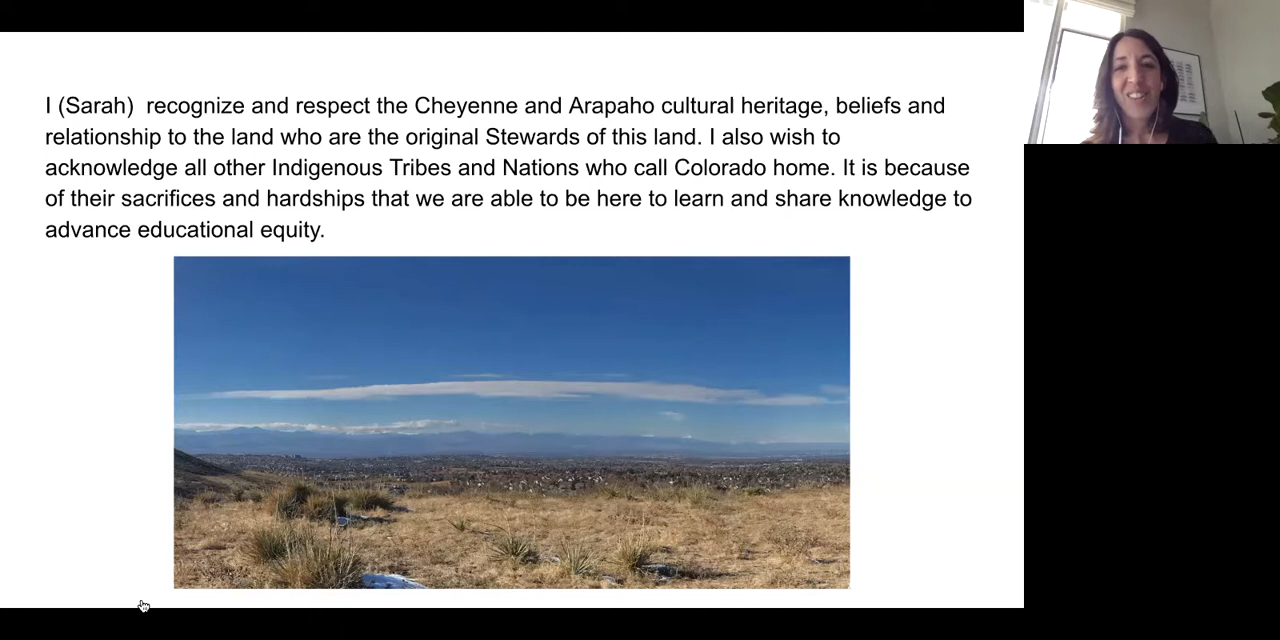 I (Sarah)  recognize and respect the Cheyenne and Arapaho cultural heritage, beliefs and
relationship to the land who are the original Stewards of this land. I also wish to
acknowledge all other Indigenous Tribes and Nations who call Colorado home. It is because
of their sacrifices and hardships that we are able to be here to learn and share knowledge to
advance educational equity.